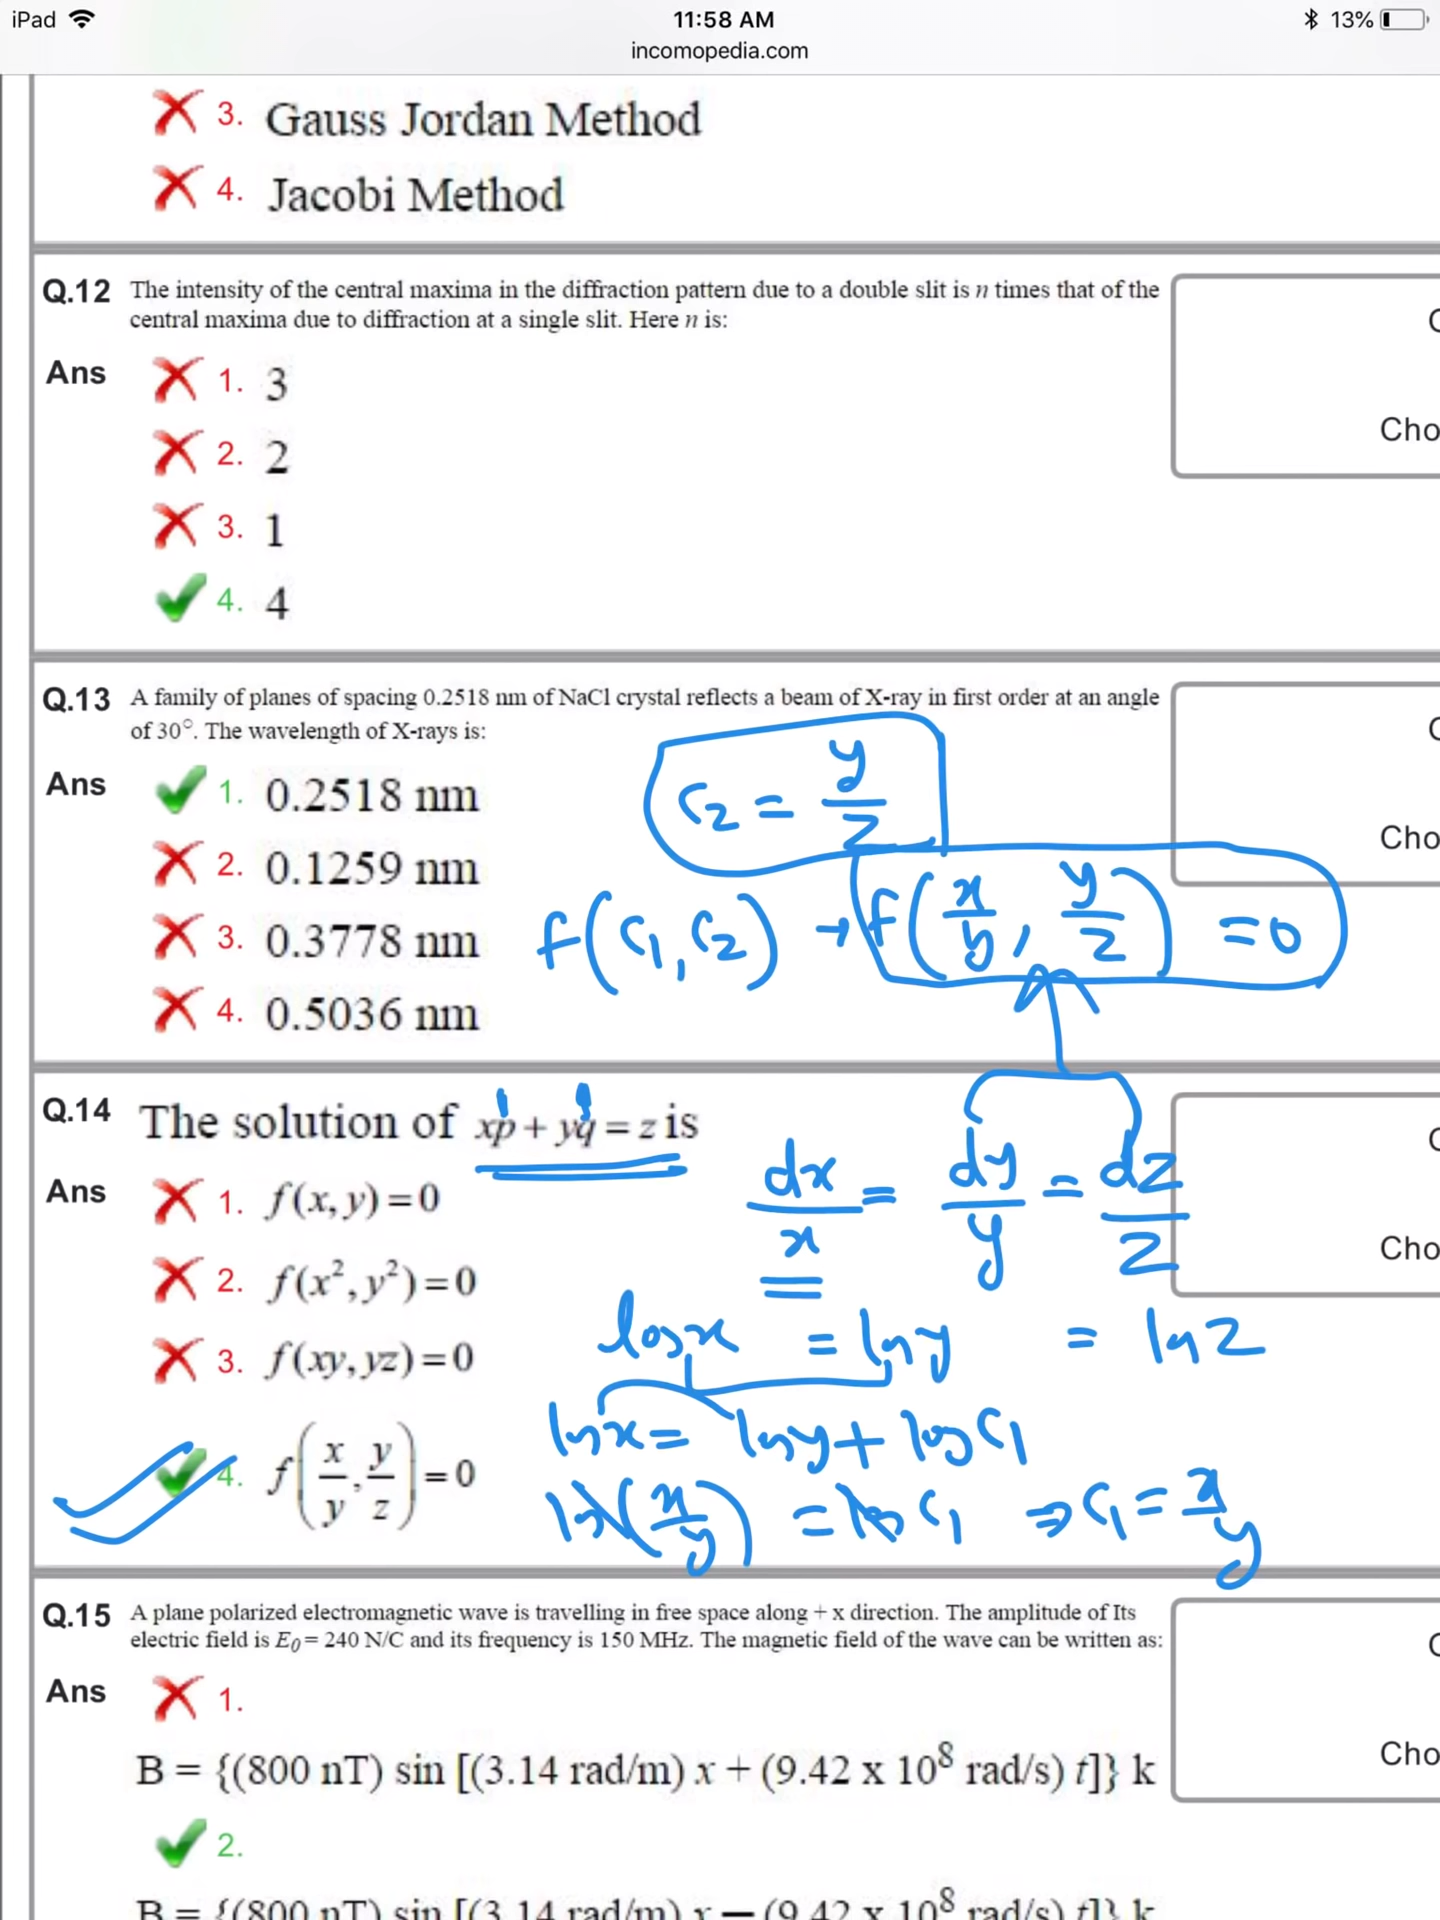 iPad 11:58 AM 13%
incomopedia.com
3. Gauss Jordan Method
4. Jacobi Method
Q.12 The intensity of the central maxima in the diffraction pattern due to a double slit is n times that of the
central maxima due to diffraction at a single slit. Here n is:
Ans 1. 3
2. 2
3. 1
4. 4
Cho
Q.13 A family of planes of spacing 0.2518 nm of NaCl crystal reflects a beam of X-ray in first order at an angle
of 30°. The wavelength of X-rays is:
Ans 1. 0.2518 nm
2. 0.1259 nm
3. 0.3778 nm
4. 0.5036 nm
Cho
c₂ = y/z
f(c₁, c₂) → f(x/y, y/z) = 0
Q.14 The solution of xp + yq = z is
Ans 1. f(x, y) = 0
2. f(x², y²) = 0
3. f(xy, yz) = 0
4. f(x/y, y/z) = 0
Cho
dx/x = dy/y = dz/z
log x = ln y = ln z
ln x = ln y + log c₁
ln(x/y) = ln c₁ ⇒ c₁ = x/y
Q.15 A plane polarized electromagnetic wave is travelling in free space along + x direction. The amplitude of Its
electric field is E₀ = 240 N/C and its frequency is 150 MHz. The magnetic field of the wave can be written as:
Ans 1.
B = {(800 nT) sin [(3.14 rad/m) x + (9.42 x 10⁸ rad/s) t]} k
Cho
2.
B = {(800 nT) sin [(3.14 rad/m) x – (9.42 x 10⁸ rad/s) t]} k